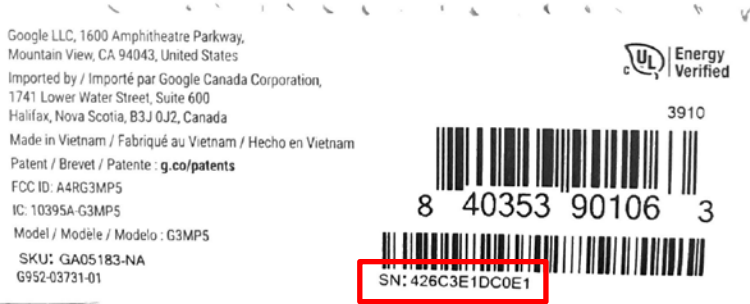 Google LLC, 1600 Amphitheatre Parkway,
Mountain View, CA 94043, United States
Imported by / Importé par Google Canada Corporation,
1741 Lower Water Street, Suite 600
Halifax, Nova Scotia, B3J 0J2, Canada
Made in Vietnam / Fabriqué au Vietnam / Hecho en Vietnam
Patent / Brevet / Patente : g.co/patents
FCC ID: A4RG3MP5
IC: 10395A-G3MP5
Model / Modèle / Modelo : G3MP5
SKU: GA05183-NA
G952-03731-01
c UL Energy
Verified
3910
8 40353 90106 3
SN: 426C3E1DC0E1